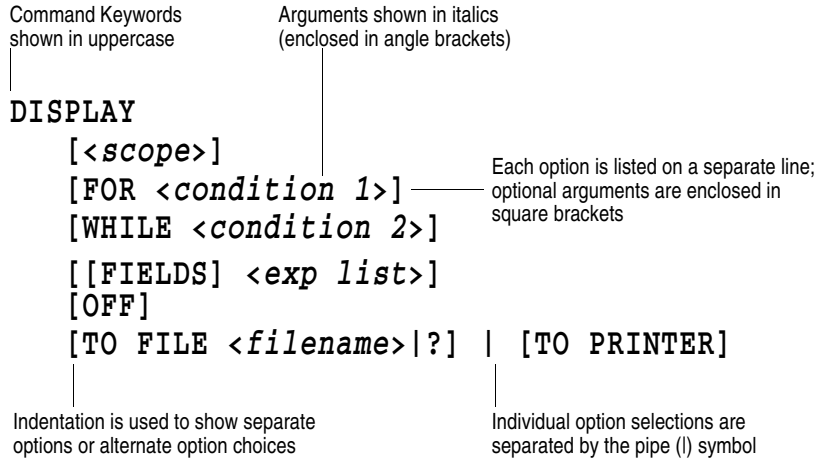 Command Keywords
shown in uppercase
Arguments shown in italics
(enclosed in angle brackets)
DISPLAY
[<scope>]
[FOR <condition 1>]
Each option is listed on a separate line;
optional arguments are enclosed in
square brackets
[WHILE <condition 2>]
[[FIELDS] <exp list>]
[OFF]
[TO FILE <filename>|?] | [TO PRINTER]
Indentation is used to show separate
options or alternate option choices
Individual option selections are
separated by the pipe (|) symbol